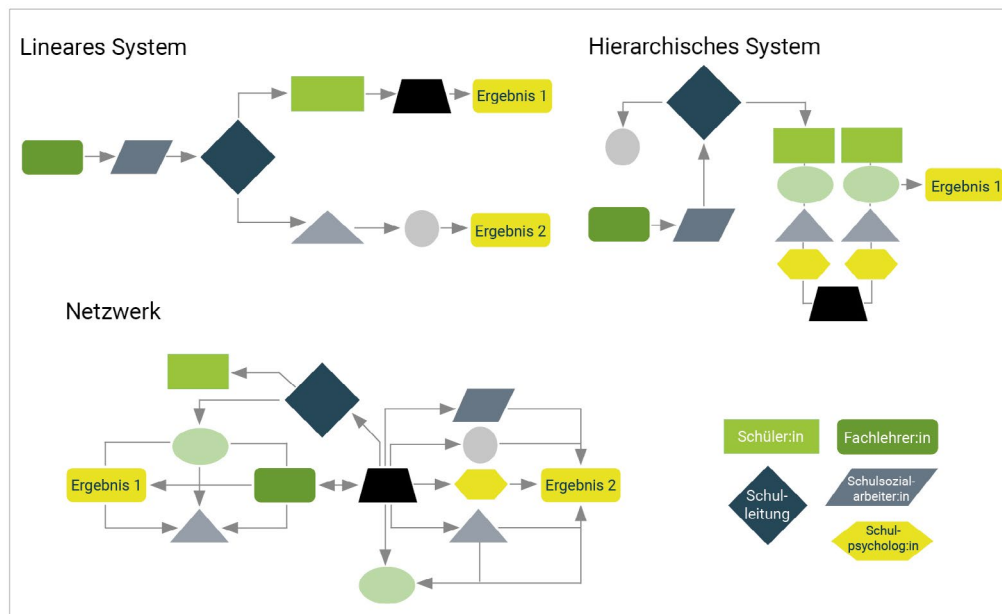 Lineares System
Ergebnis 1
Ergebnis 2
Hierarchisches System
Ergebnis 1
Netzwerk
Ergebnis 1
Ergebnis 2
Schüler:in
Fachlehrer:in
Schul-
leitung
Schulsozial-
arbeiter:in
Schul-
psycholog:in